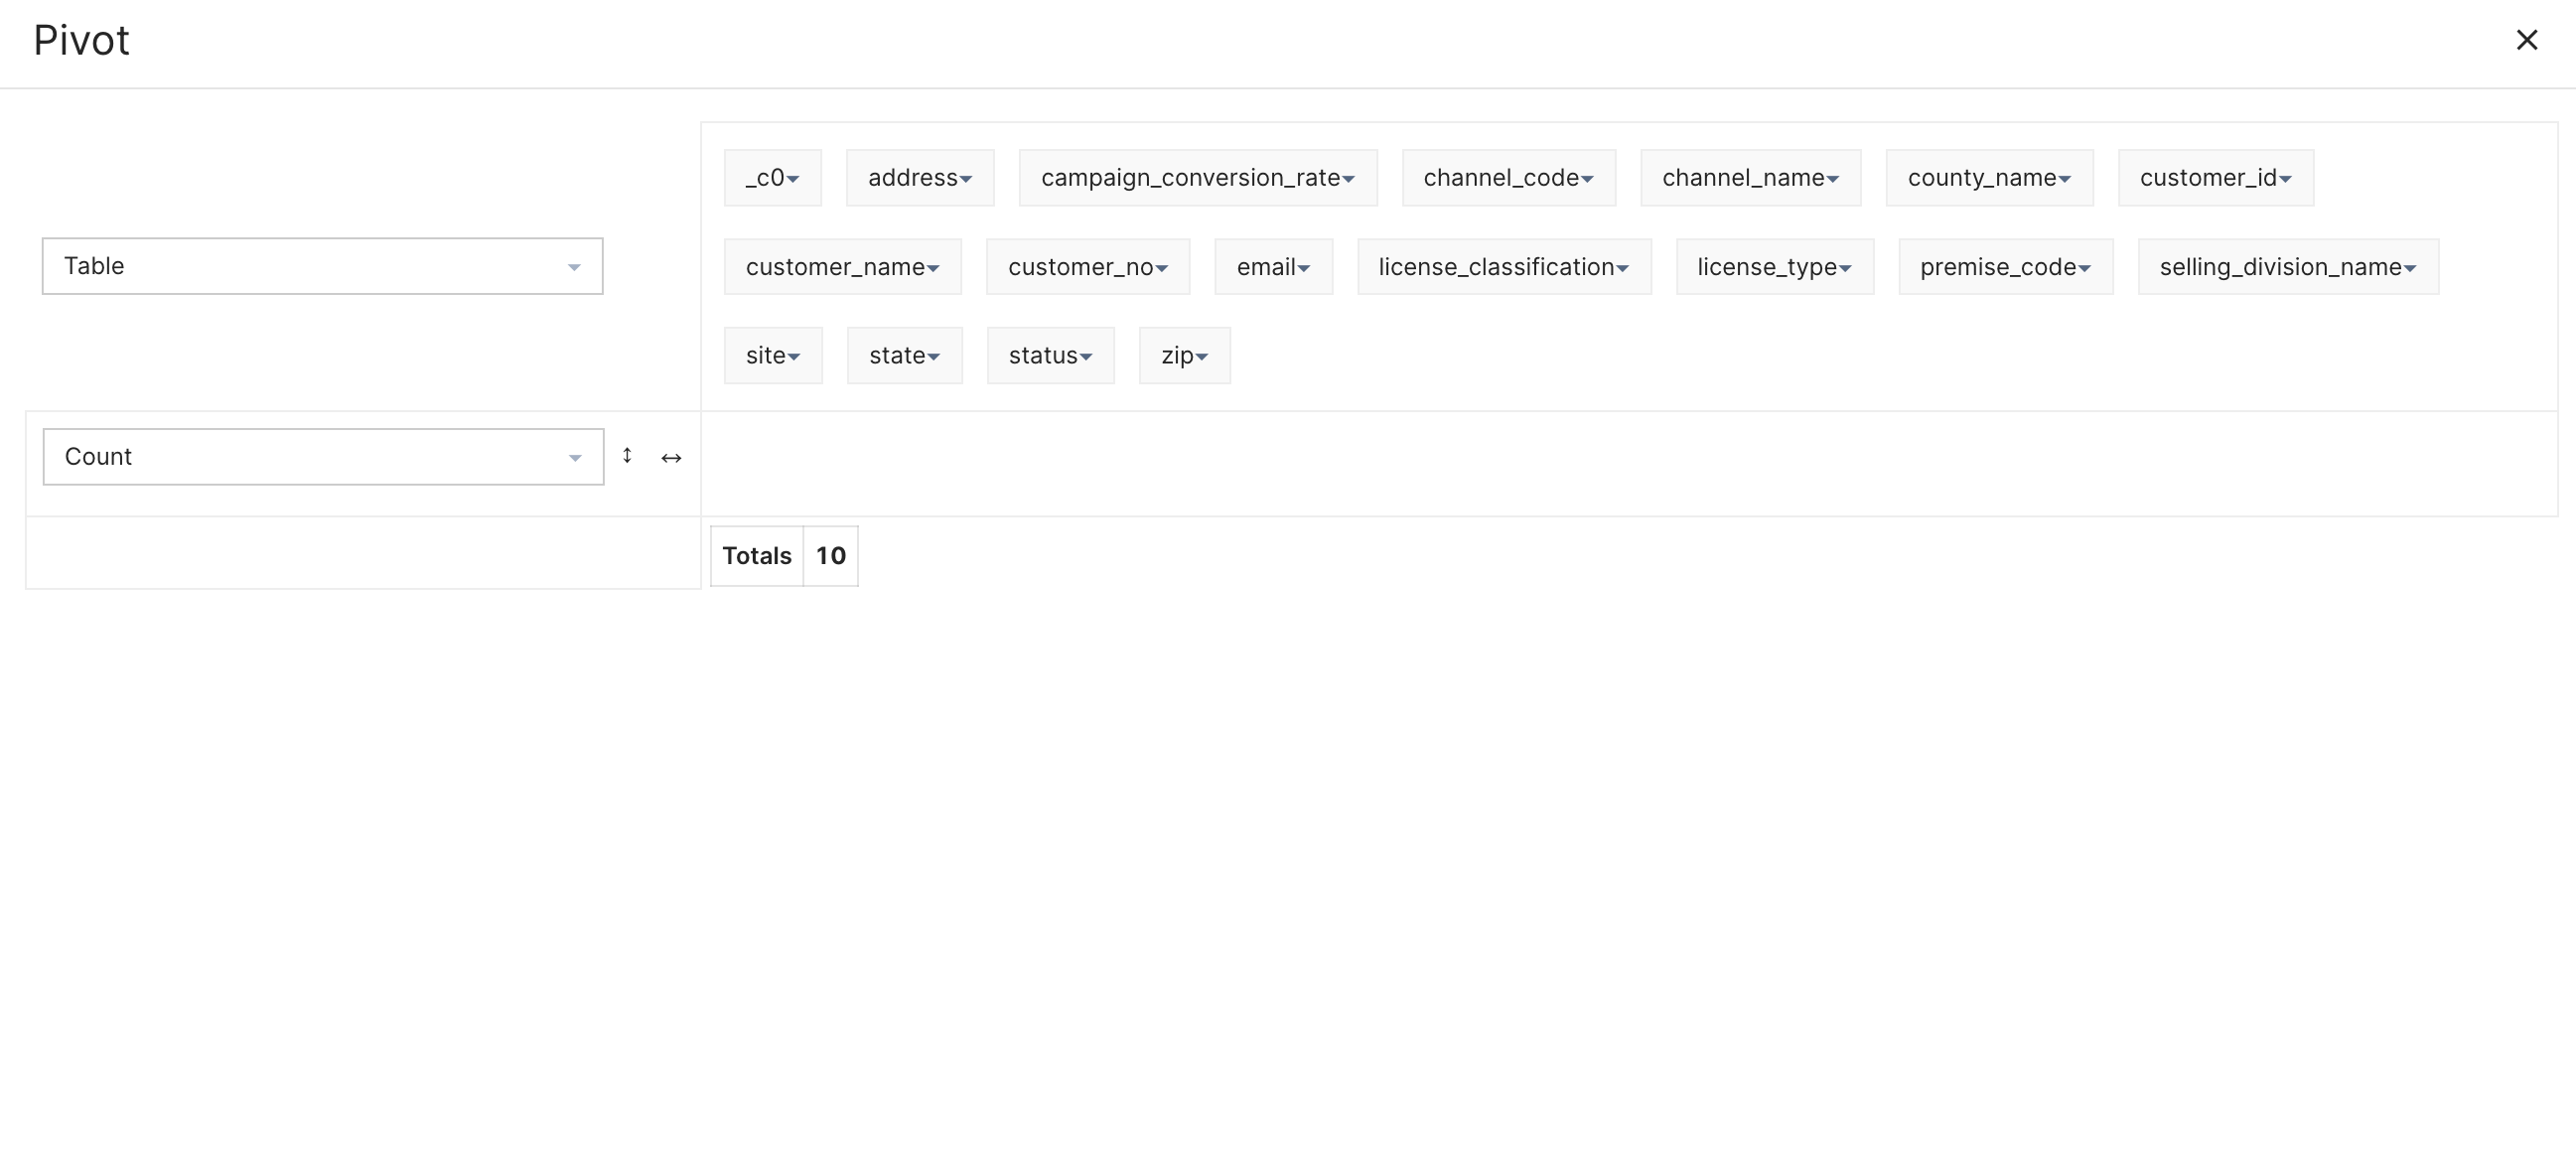 Pivot
_c0 address campaign_conversion_rate channel_code channel_name county_name customer_id
Table
customer_name customer_no email license_classification license_type premise_code selling_division_name
site state status zip
Count ↕ ↔
Totals 10